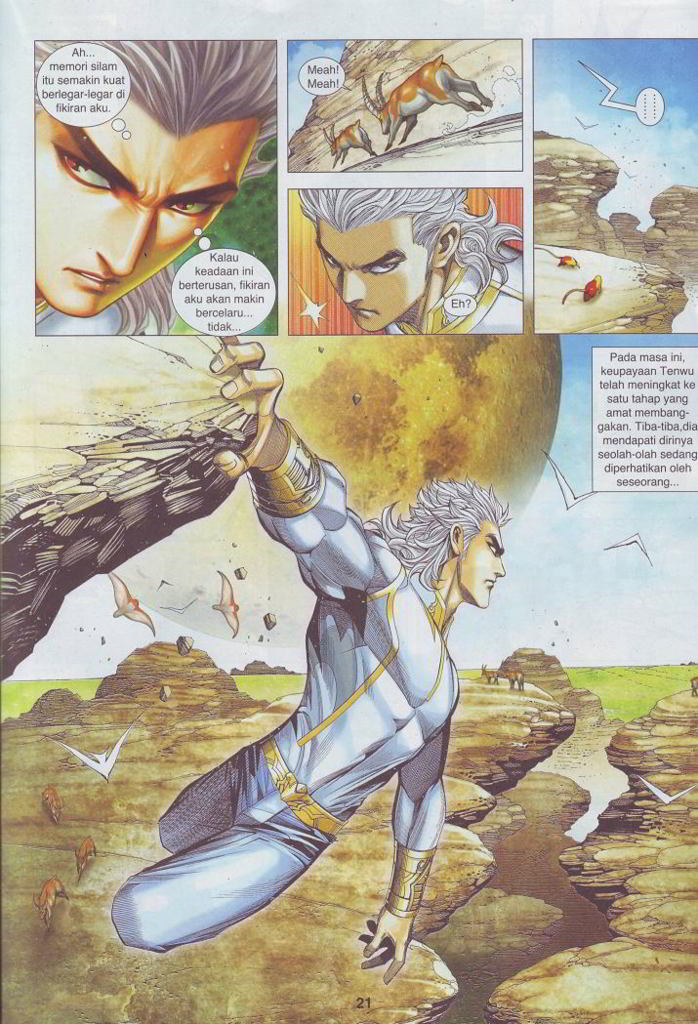 Ah...
memori silam
itu semakin kuat
berlegar-legar di
fikiran aku.
Kalau
keadaan ini
berterusan, fikiran
aku akan makin
bercelaru...
tidak...
Meah!
Meah!
Eh?
Pada masa ini,
keupayaan Tenwu
telah meningkat ke
satu tahap yang
amat membang-
gakan. Tiba-tiba,dia
mendapati dirinya
seolah-olah sedang
diperhatikan oleh
seseorang...
21